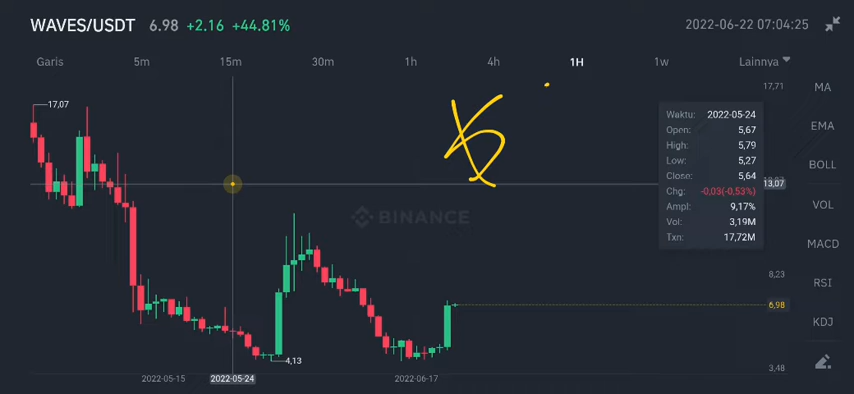 WAVES/USDT 6.98 +2.16 +44.81% 2022-06-22 07:04:25
Garis 5m 15m 30m 1h 4h 1H 1w Lainnya
17,71
17,07
MA
EMA
BOLL
VOL
MACD
RSI
KDJ
Waktu: 2022-05-24
Open: 5,67
High: 5,79
Low: 5,27
Close: 5,64
Chg: -0,03(-0,53%)
Ampl: 9,17%
Vol: 3,19M
Txn: 17,72M
13,07
BINANCE
8,23
6,98
4,13
3,48
2022-05-15 2022-05-24 2022-06-17